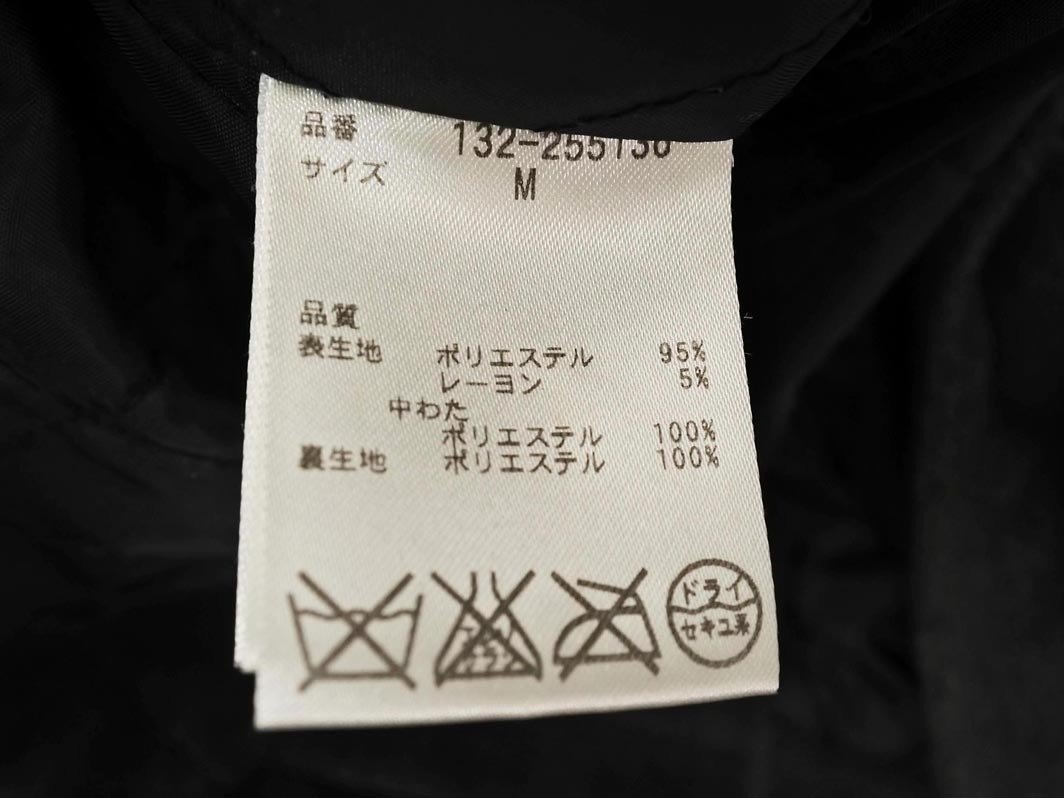 品番 132-255130
サイズ M
品質
表生地 ポリエステル 95%
レーヨン 5%
中わた
ポリエステル 100%
裏生地 ポリエステル 100%
ドライ
セキユ系